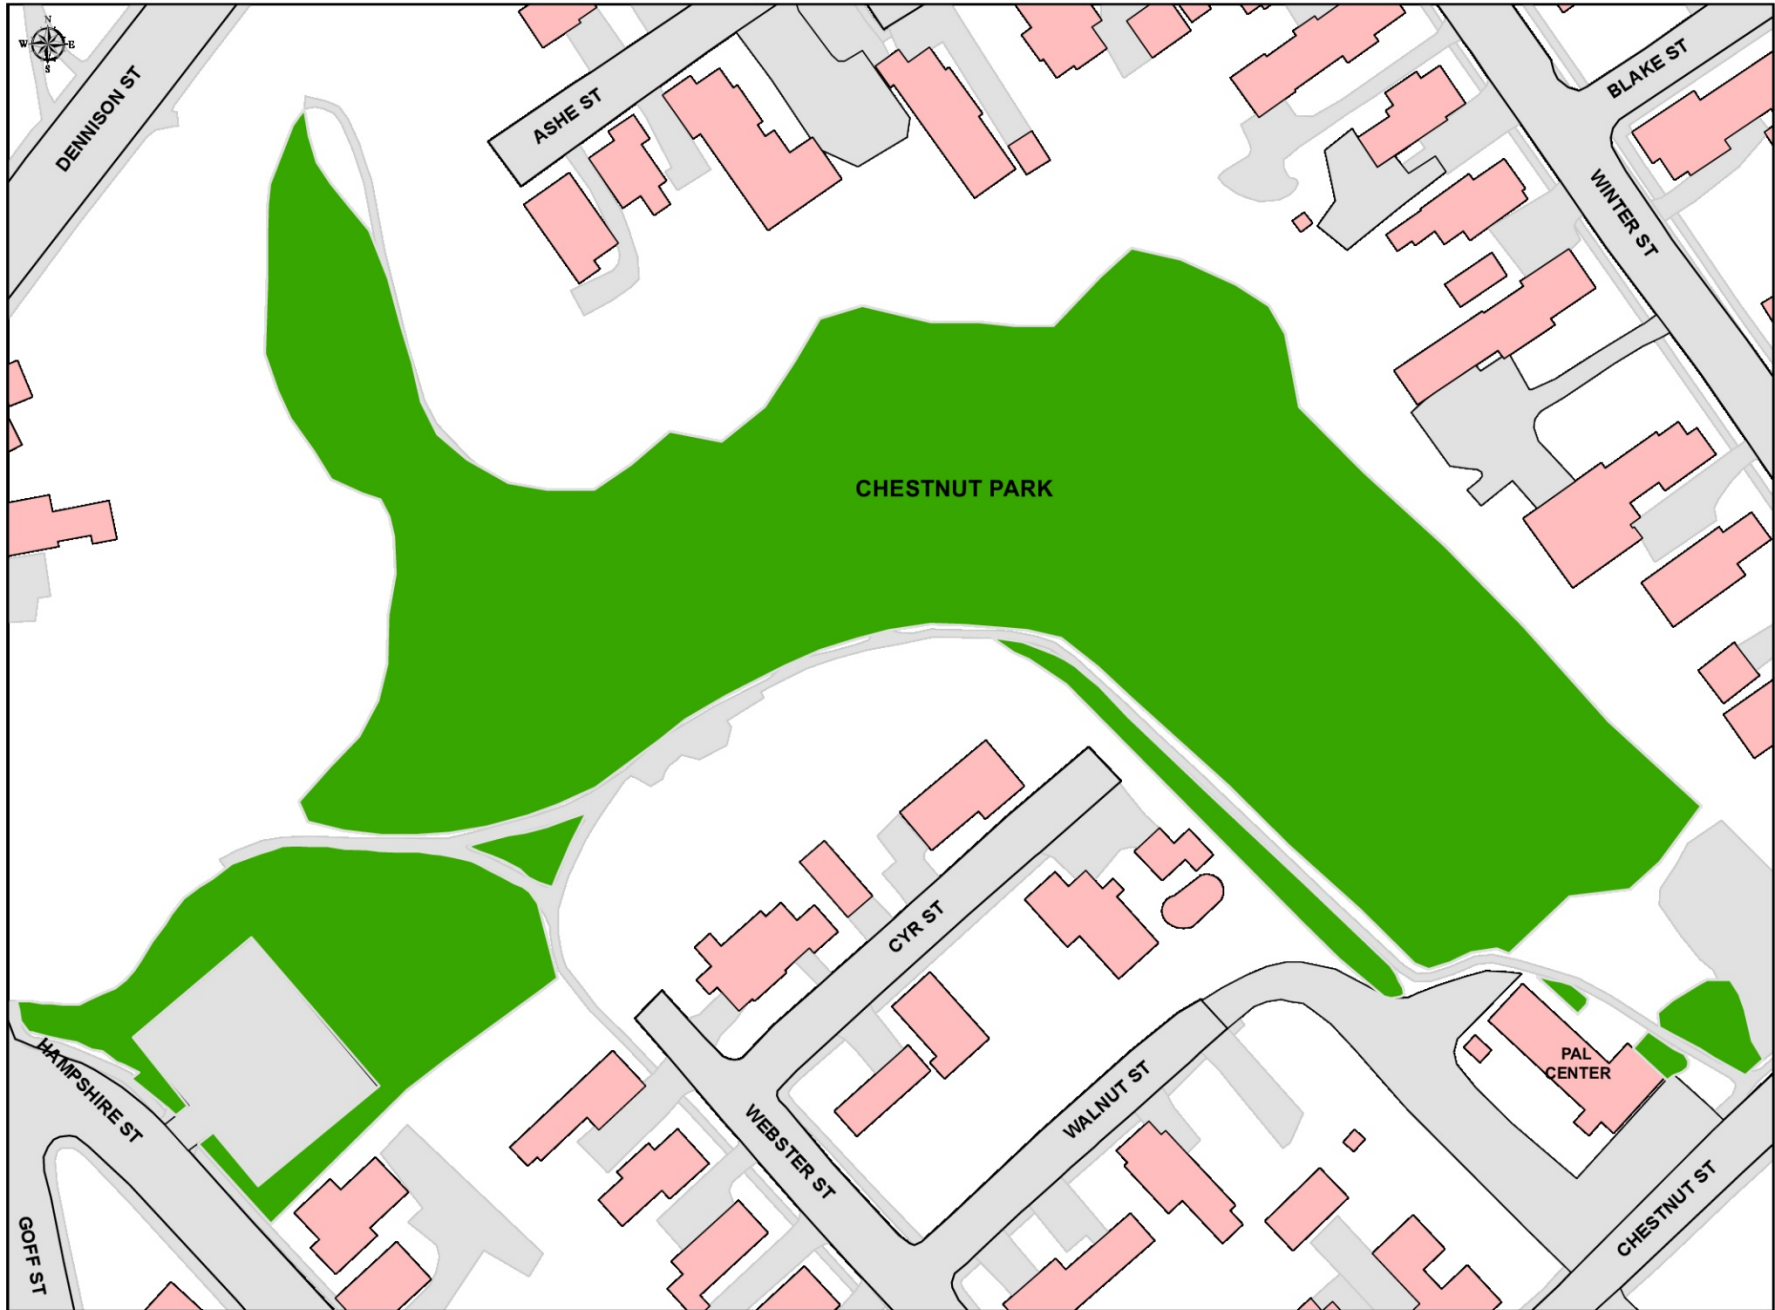 N
W E
S
DENNISON ST
ASHE ST
BLAKE ST
WINTER ST
CHESTNUT PARK
CYR ST
HAMPSHIRE ST
PAL
CENTER
WALNUT ST
WEBSTER ST
CHESTNUT ST
GOFF ST